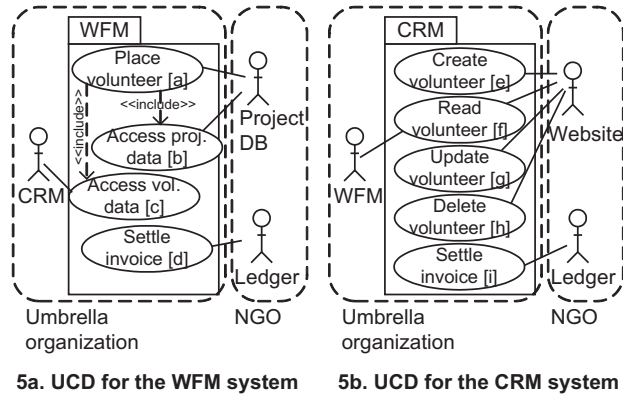 WFM
Place
volunteer [a]
<<include>>
<<include>>
Access proj.
data [b]
Access vol.
data [c]
Settle
invoice [d]
CRM
Project
DB
Ledger
Umbrella
organization
NGO
5a. UCD for the WFM system
CRM
Create
volunteer [e]
Read
volunteer [f]
Update
volunteer [g]
Delete
volunteer [h]
Settle
invoice [i]
WFM
Website
Ledger
Umbrella
organization
NGO
5b. UCD for the CRM system